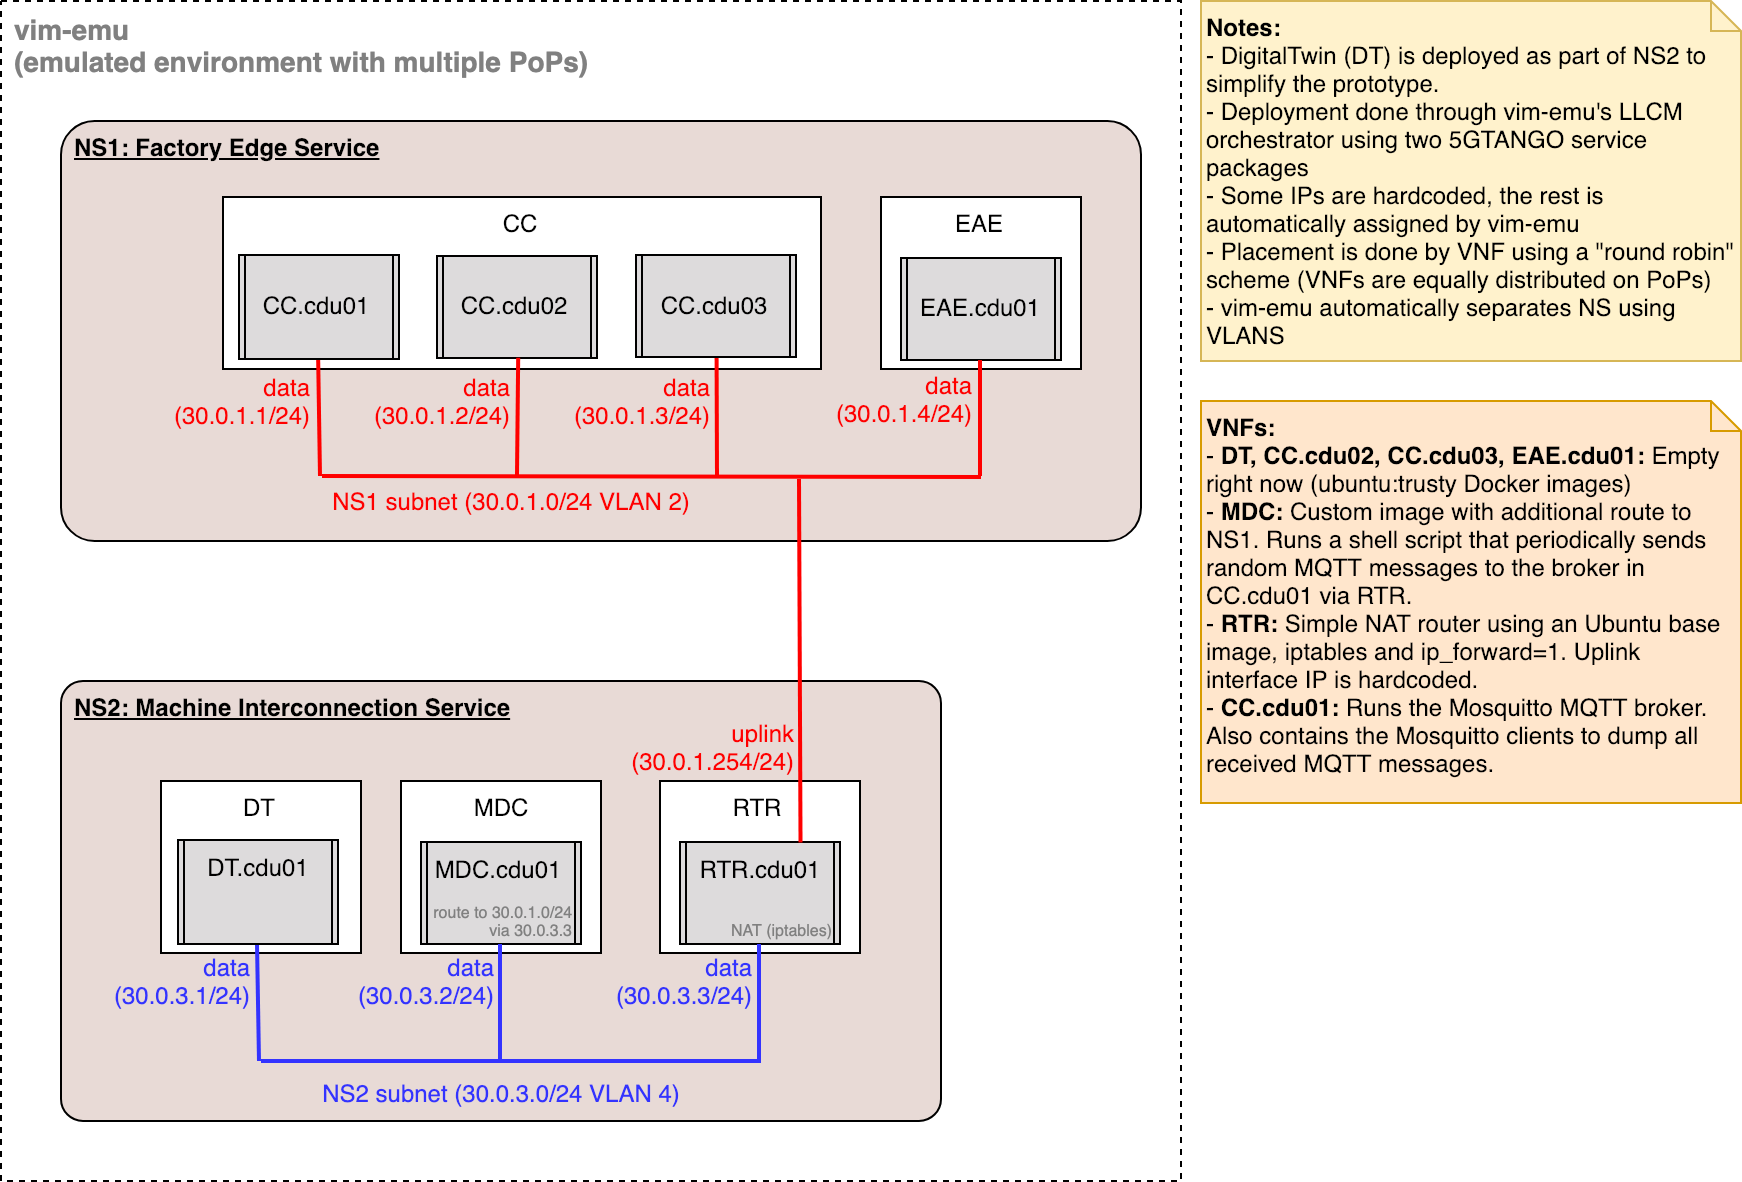 vim-emu
(emulated environment with multiple PoPs)
NS1: Factory Edge Service
CC
EAE
CC.cdu01
CC.cdu02
CC.cdu03
EAE.cdu01
data
(30.0.1.1/24)
data
(30.0.1.2/24)
data
(30.0.1.3/24)
data
(30.0.1.4/24)
NS1 subnet (30.0.1.0/24 VLAN 2)
NS2: Machine Interconnection Service
uplink
(30.0.1.254/24)
DT
MDC
RTR
DT.cdu01
MDC.cdu01
route to 30.0.1.0/24
via 30.0.3.3
RTR.cdu01
NAT (iptables)
data
(30.0.3.1/24)
data
(30.0.3.2/24)
data
(30.0.3.3/24)
NS2 subnet (30.0.3.0/24 VLAN 4)
Notes:
- DigitalTwin (DT) is deployed as part of NS2 to
simplify the prototype.
- Deployment done through vim-emu's LLCM
orchestrator using two 5GTANGO service
packages
- Some IPs are hardcoded, the rest is
automatically assigned by vim-emu
- Placement is done by VNF using a "round robin"
scheme (VNFs are equally distributed on PoPs)
- vim-emu automatically separates NS using
VLANS
VNFs:
- DT, CC.cdu02, CC.cdu03, EAE.cdu01: Empty
right now (ubuntu:trusty Docker images)
- MDC: Custom image with additional route to
NS1. Runs a shell script that periodically sends
random MQTT messages to the broker in
CC.cdu01 via RTR.
- RTR: Simple NAT router using an Ubuntu base
image, iptables and ip_forward=1. Uplink
interface IP is hardcoded.
- CC.cdu01: Runs the Mosquitto MQTT broker.
Also contains the Mosquitto clients to dump all
received MQTT messages.